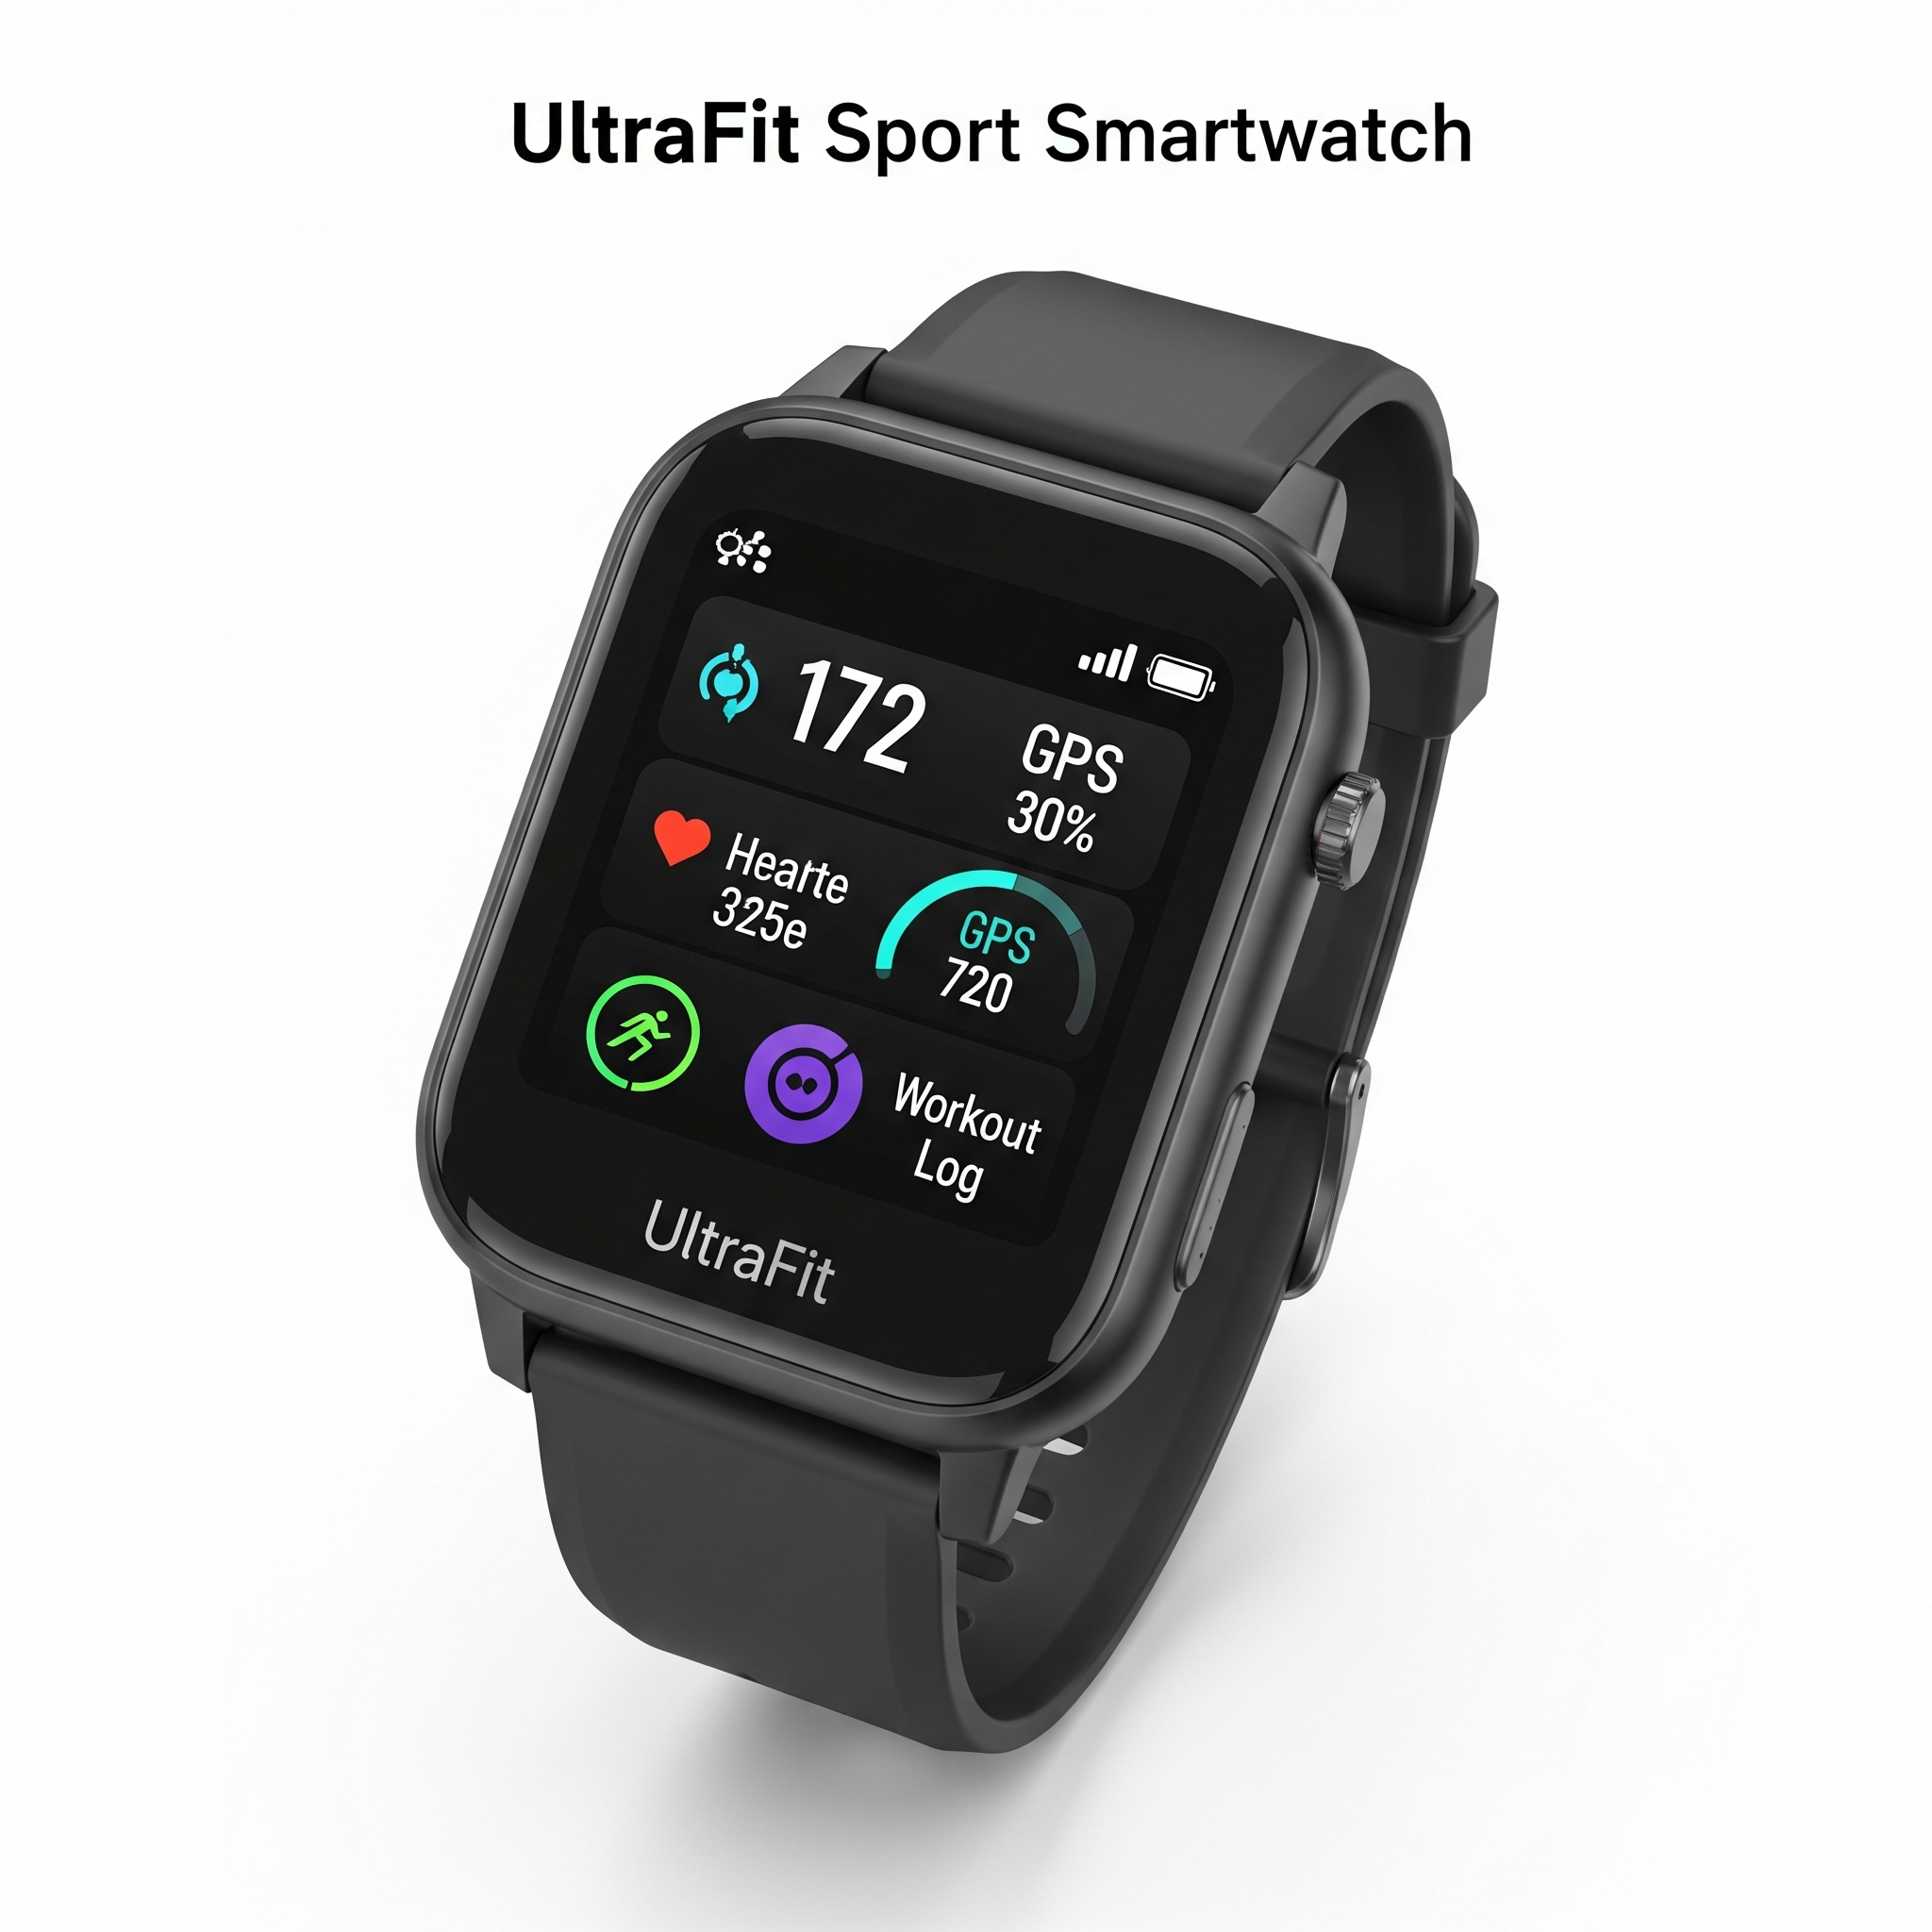 UltraFit Sport Smartwatch
172
GPS
30%
Hearte
325e
GPS
720
Workout
Log
UltraFit